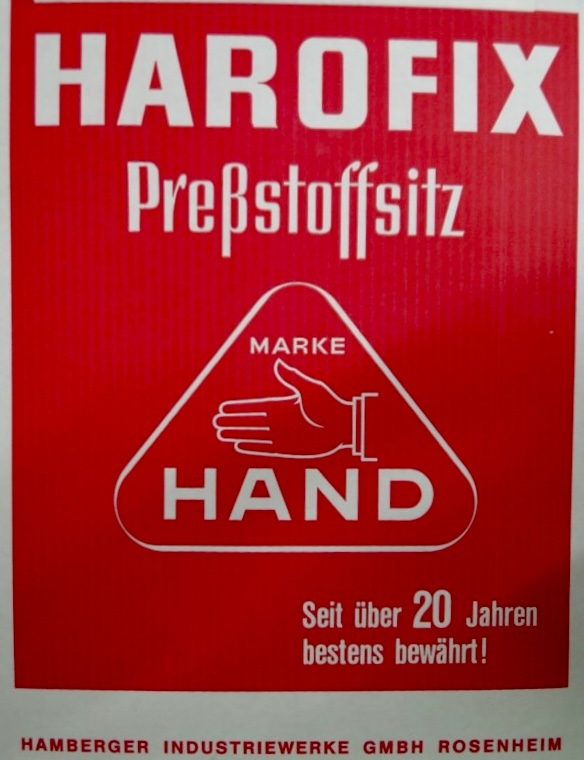 HAROFIX
Preßstoffsitz
MARKE
HAND
Seit über 20 Jahren
bestens bewährt!
HAMBERGER INDUSTRIEWERKE GMBH ROSENHEIM